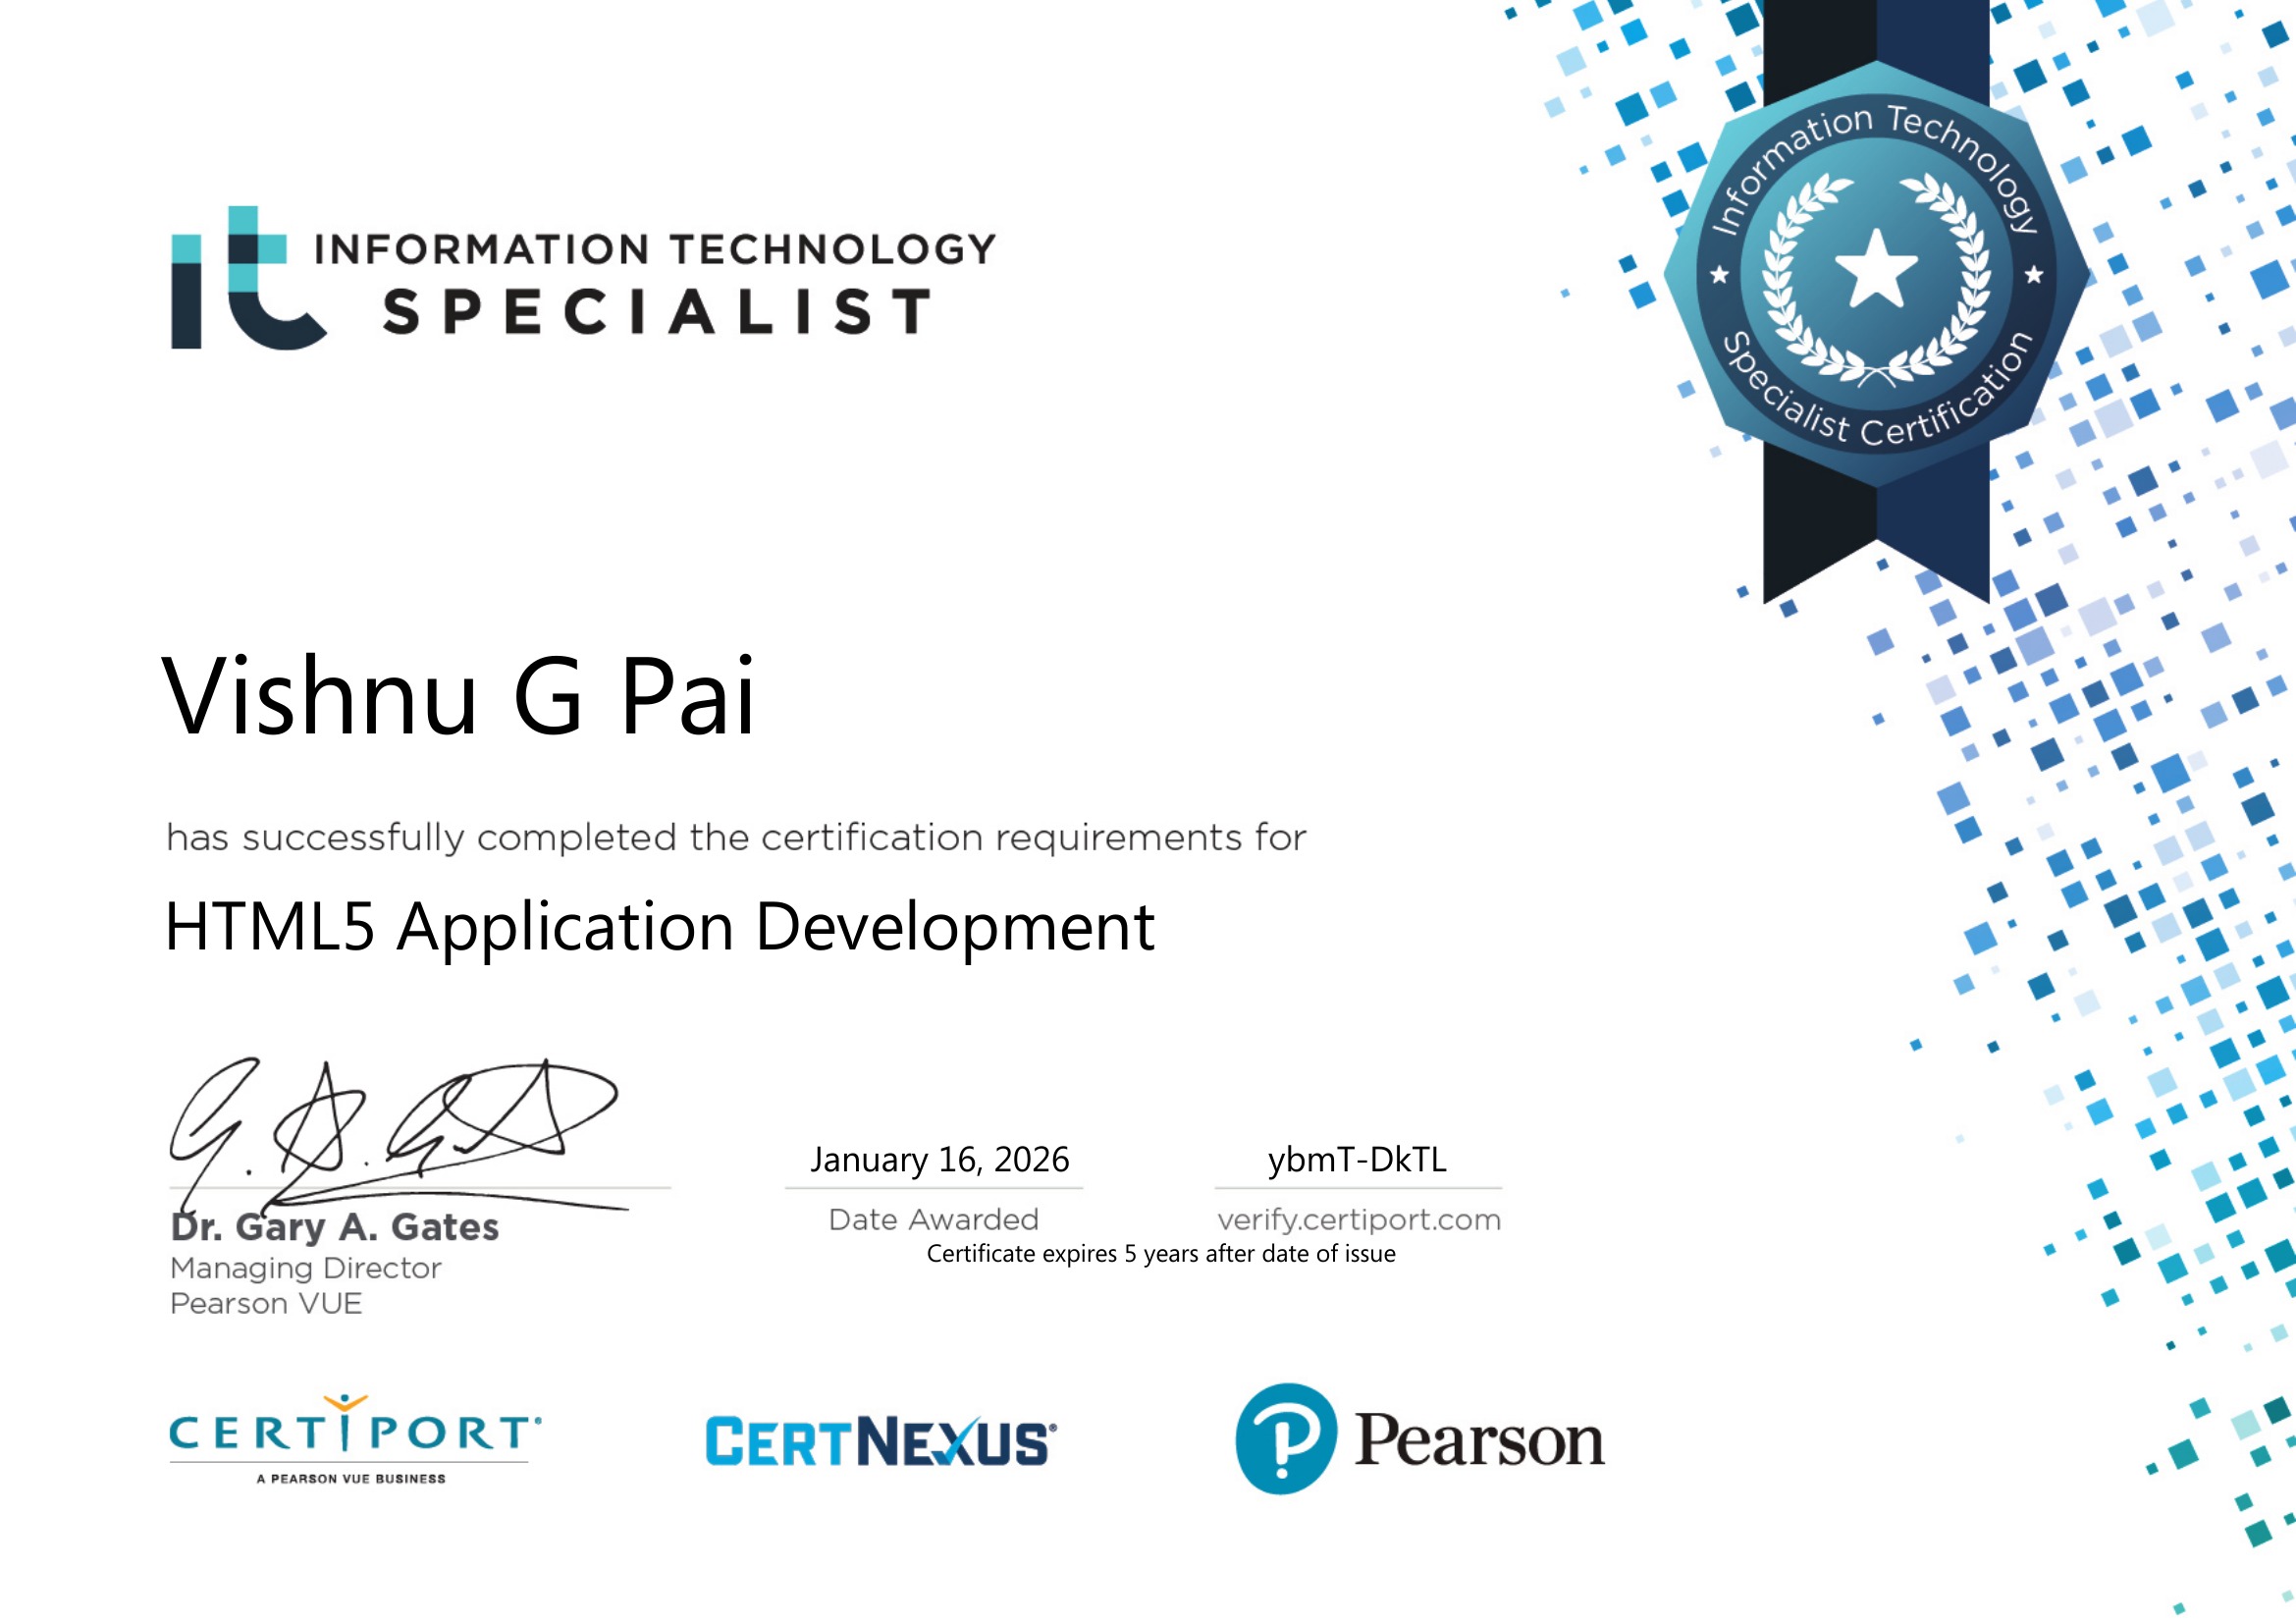 it INFORMATION TECHNOLOGY
SPECIALIST
Information Technology
Specialist Certification
Vishnu G Pai
has successfully completed the certification requirements for
HTML5 Application Development
G. A. Gates
Dr. Gary A. Gates
Managing Director
Pearson VUE
January 16, 2026
Date Awarded
ybmT-DkTL
verify.certiport.com
Certificate expires 5 years after date of issue
CERTIPORT®
A PEARSON VUE BUSINESS
CERTNEXUS®
P Pearson